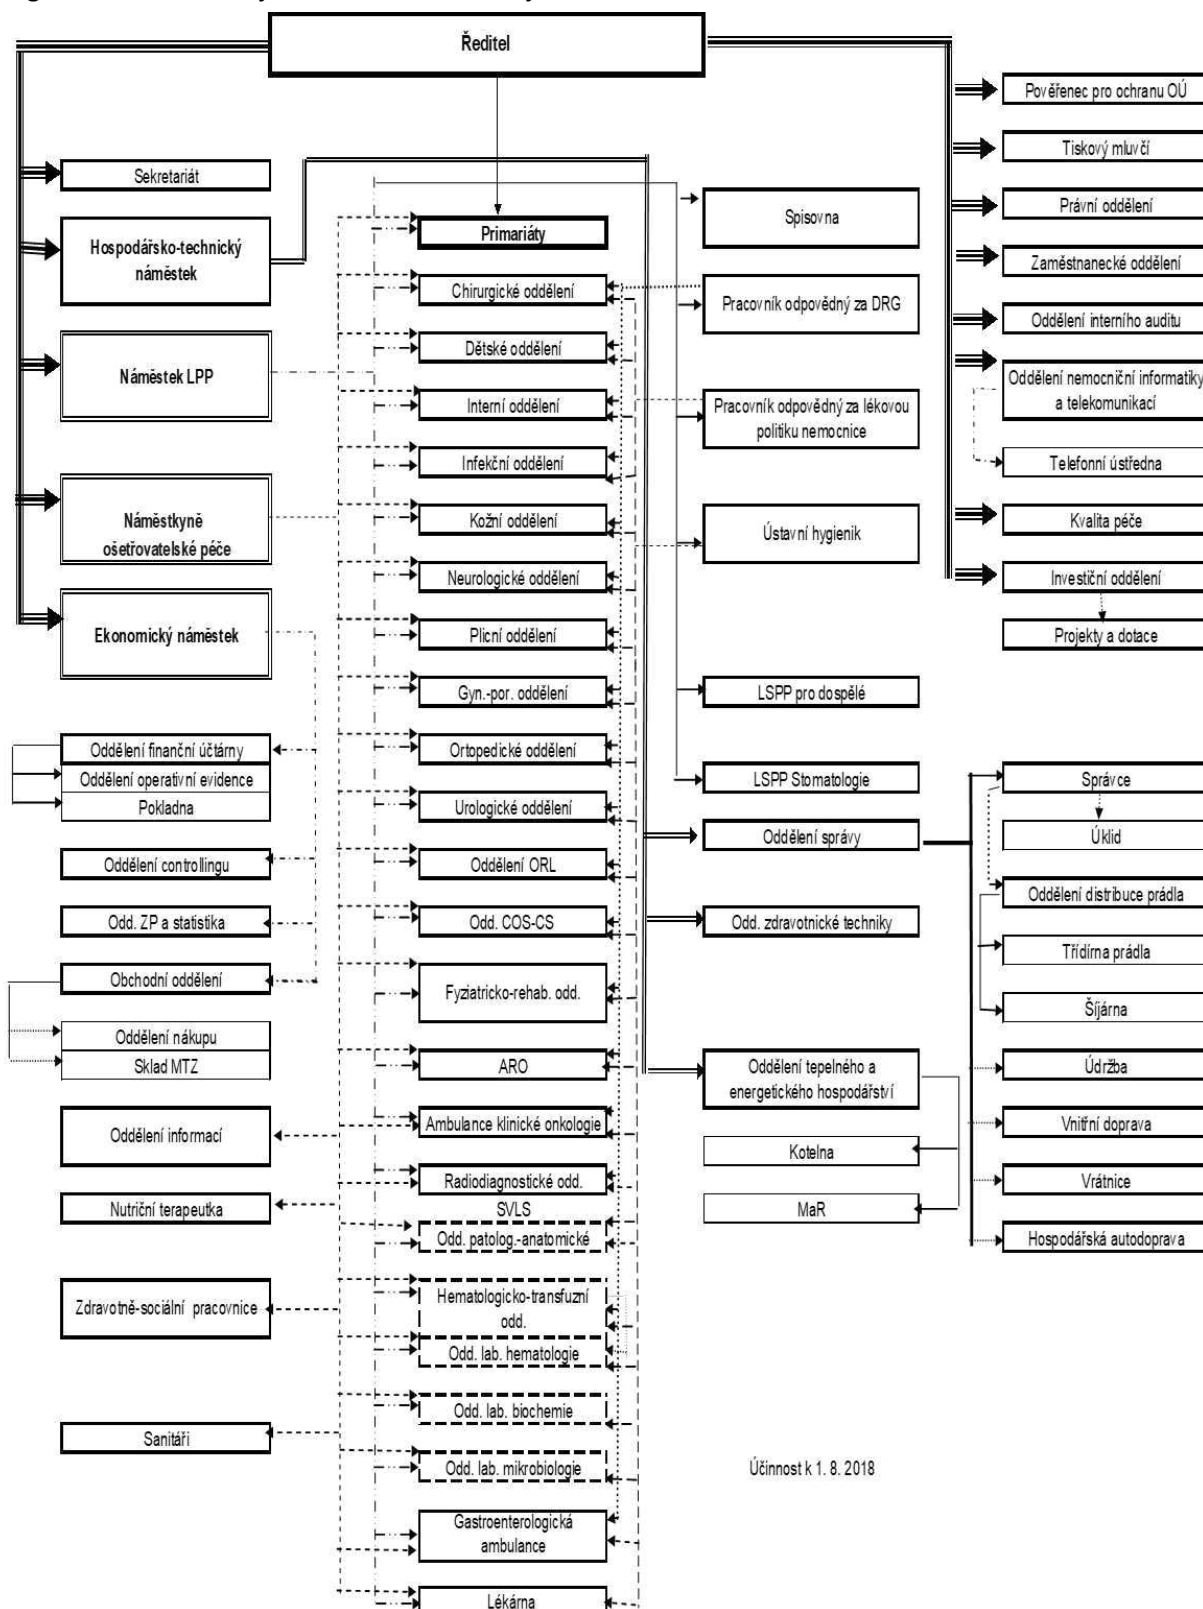 Ředitel
Pověřenec pro ochranu OÚ
Tiskový mluvčí
Právní oddělení
Zaměstnanecké oddělení
Oddělení interního auditu
Oddělení nemocniční informatiky
a telekomunikací
Telefonní ústředna
Kvalita péče
Investiční oddělení
Projekty a dotace
Sekretariát
Hospodářsko-technický
náměstek
Náměstek LPP
Náměstkyně
ošetřovatelské péče
Ekonomický náměstek
Oddělení finanční účtárny
Oddělení operativní evidence
Pokladna
Oddělení controllingu
Odd. ZP a statistika
Obchodní oddělení
Oddělení nákupu
Sklad MTZ
Oddělení informací
Nutriční terapeutka
Zdravotně-sociální pracovnice
Sanitáři
Primariáty
Chirurgické oddělení
Dětské oddělení
Interní oddělení
Infekční oddělení
Kožní oddělení
Neurologické oddělení
Plicní oddělení
Gyn.-por. oddělení
Ortopedické oddělení
Urologické oddělení
Oddělení ORL
Odd. COS-CS
Fyziatricko-rehab. odd.
ARO
Ambulance klinické onkologie
Radiodiagnostické odd.
SVLS
Odd. patolog.-anatomické
Hematologicko-transfuzní
odd.
Odd. lab. hematologie
Odd. lab. biochemie
Odd. lab. mikrobiologie
Gastroenterologická
ambulance
Lékárna
Spisovna
Pracovník odpovědný za DRG
Pracovník odpovědný za lékovou
politiku nemocnice
Ústavní hygienik
LSPP pro dospělé
LSPP Stomatologie
Oddělení správy
Odd. zdravotnické techniky
Oddělení tepelného a
energetického hospodářství
Kotelna
MaR
Správce
Úklid
Oddělení distribuce prádla
Třídírna prádla
Šíjárna
Údržba
Vnitřní doprava
Vrátnice
Hospodářská autodoprava
Účinnost k 1. 8. 2018